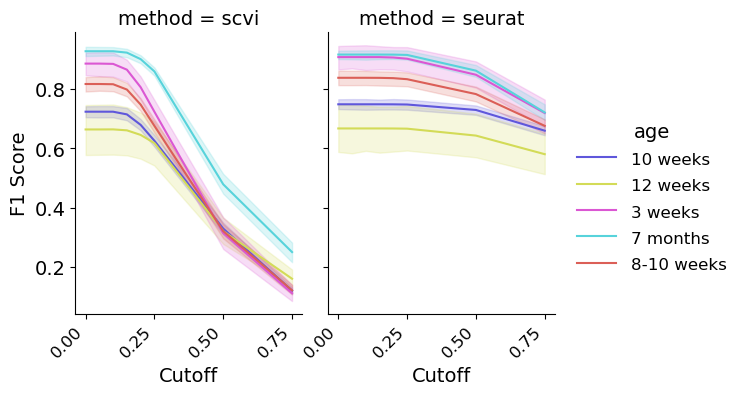 method = scvi
method = seurat
F1 Score
0.8
0.6
0.4
0.2
0.00
0.25
0.50
0.75
0.00
0.25
0.50
0.75
Cutoff
Cutoff
age
10 weeks
12 weeks
3 weeks
7 months
8-10 weeks